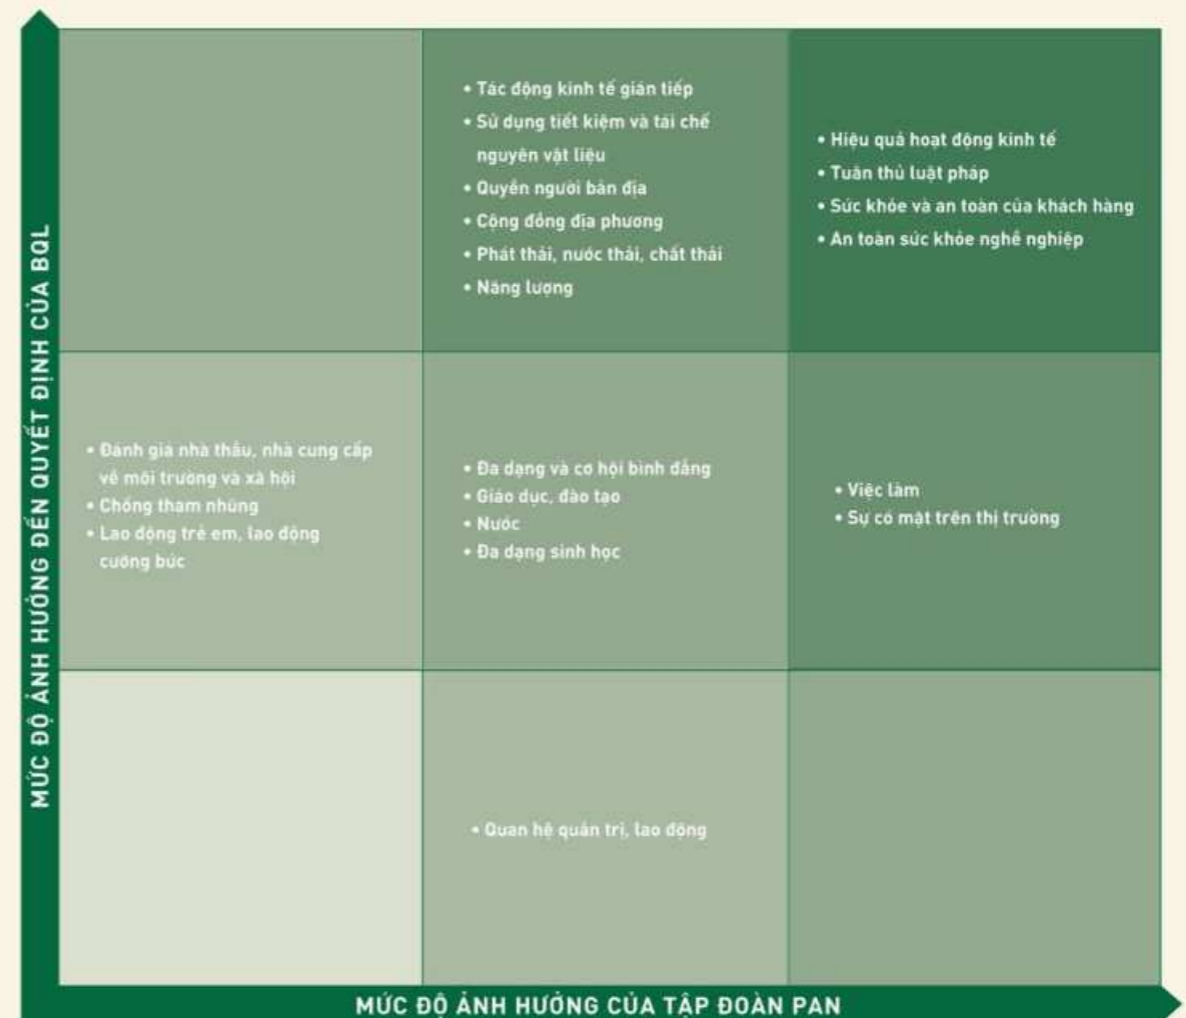 MỨC ĐỘ ẢNH HƯỞNG ĐẾN QUYẾT ĐỊNH CỦA BQL
• Tác động kinh tế gián tiếp
• Sử dụng tiết kiệm và tái chế
nguyên vật liệu
• Quyền người bản địa
• Cộng đồng địa phương
• Phát thải, nước thải, chất thải
• Năng lượng
• Hiệu quả hoạt động kinh tế
• Tuân thủ luật pháp
• Sức khỏe và an toàn của khách hàng
• An toàn sức khỏe nghề nghiệp
• Đánh giá nhà thầu, nhà cung cấp
về môi trường và xã hội
• Chống tham nhũng
• Lao động trẻ em, lao động
cưỡng bức
• Đa dạng và cơ hội bình đẳng
• Giáo dục, đào tạo
• Nước
• Đa dạng sinh học
• Việc làm
• Sự có mặt trên thị trường
• Quan hệ quản trị, lao động
MỨC ĐỘ ẢNH HƯỞNG CỦA TẬP ĐOÀN PAN